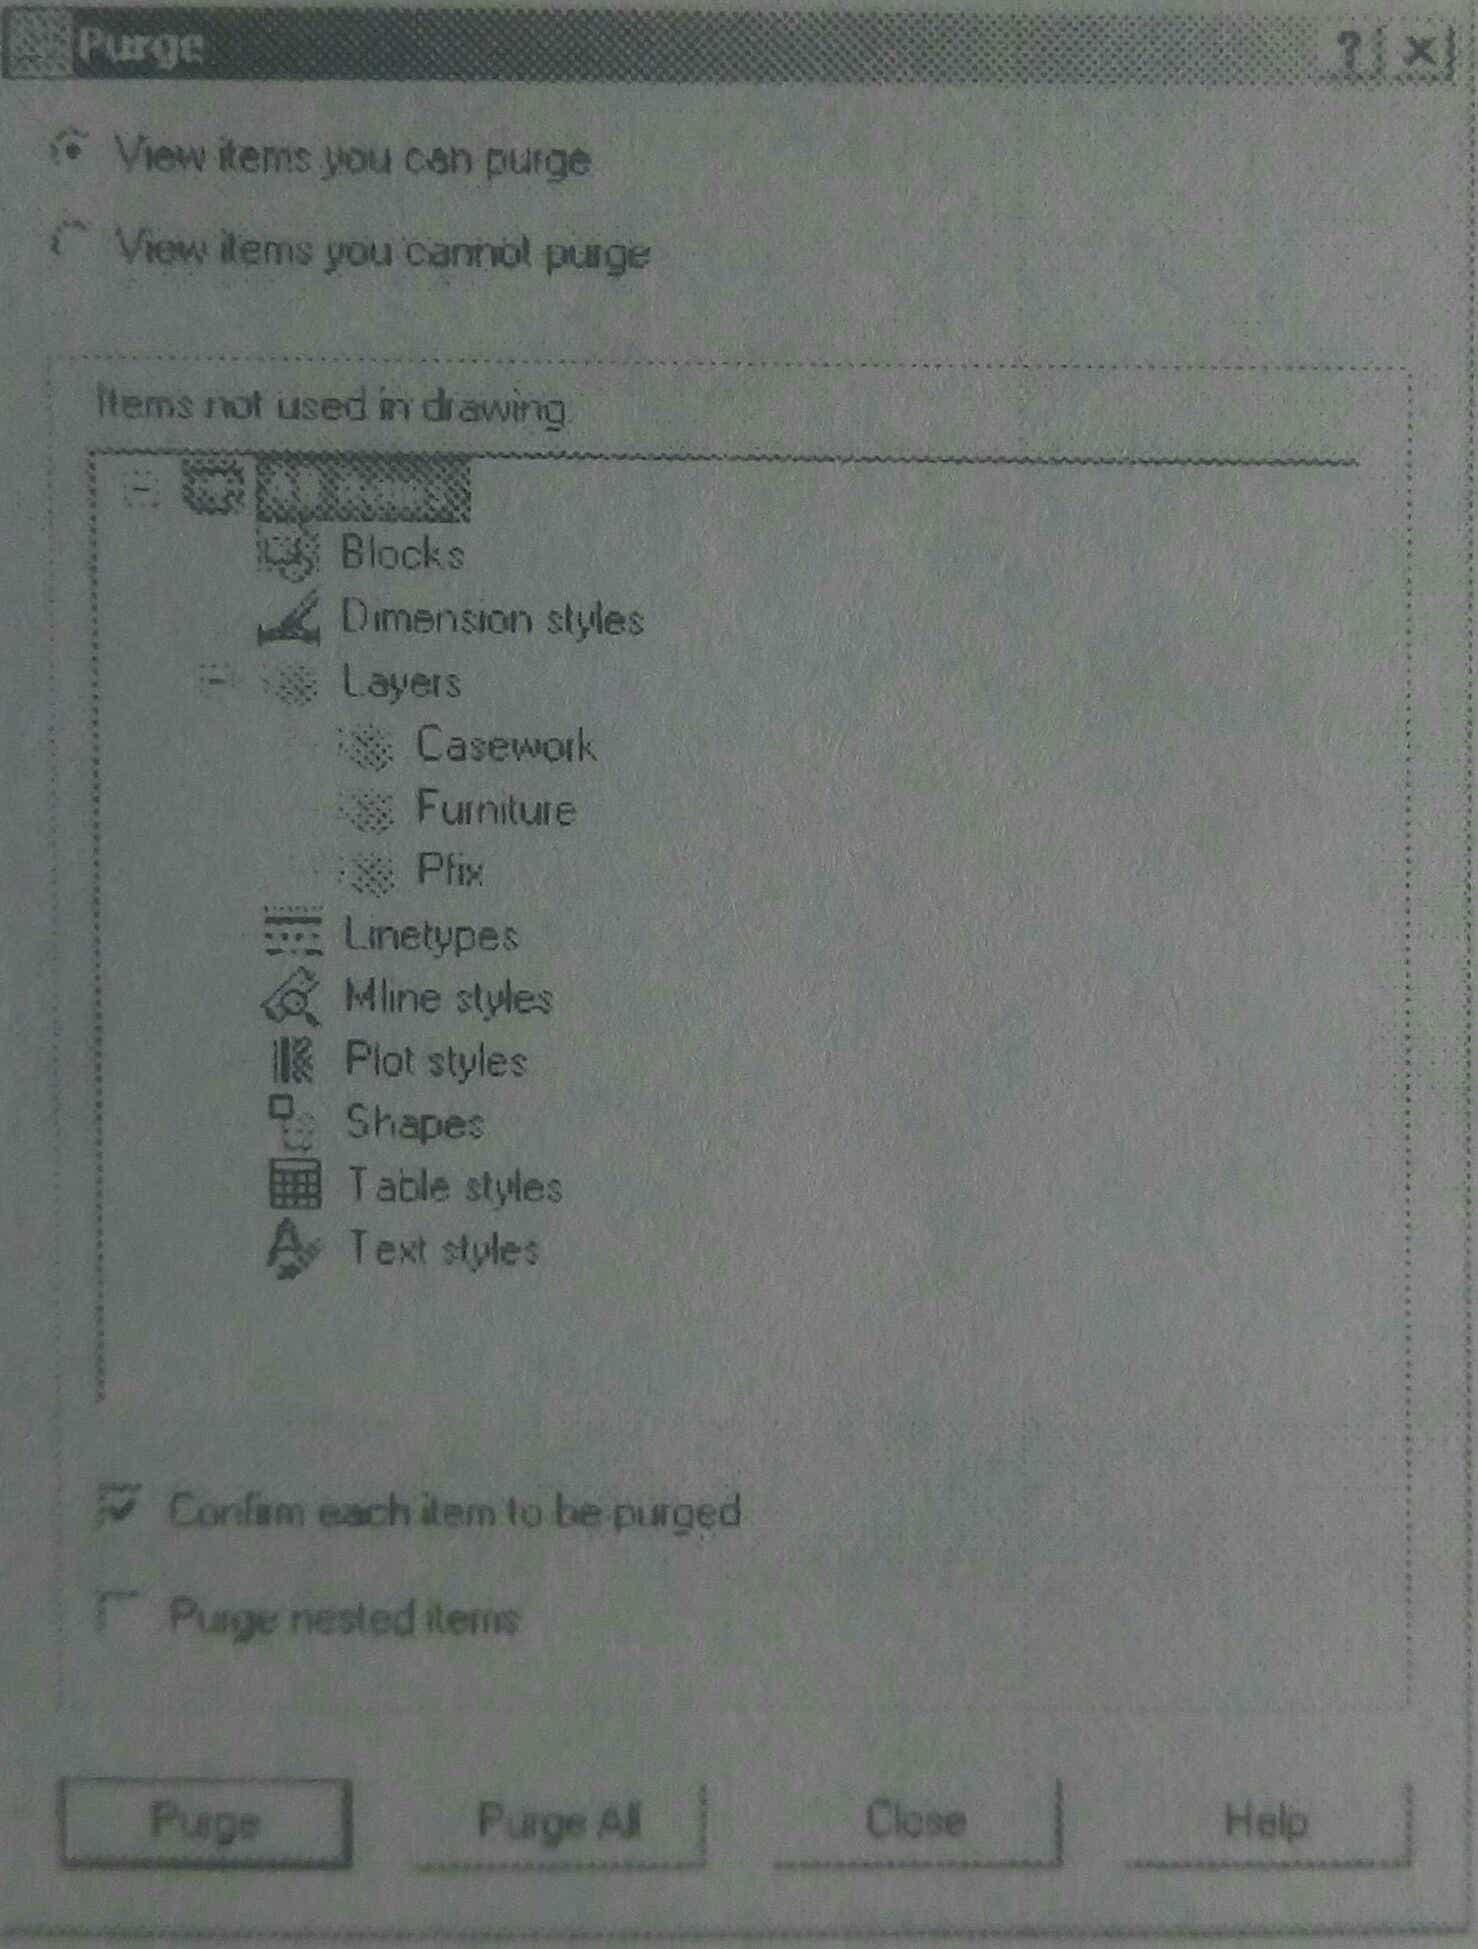 Purge
View items you can purge
View items you cannot purge
Items not used in drawing
Blocks
Dimension styles
Layers
Casework
Furniture
Pfix
Linetypes
Mline styles
Plot styles
Shapes
Table styles
Text styles
Confirm each item to be purged
Purge nested items
Purge Purge All Close Help